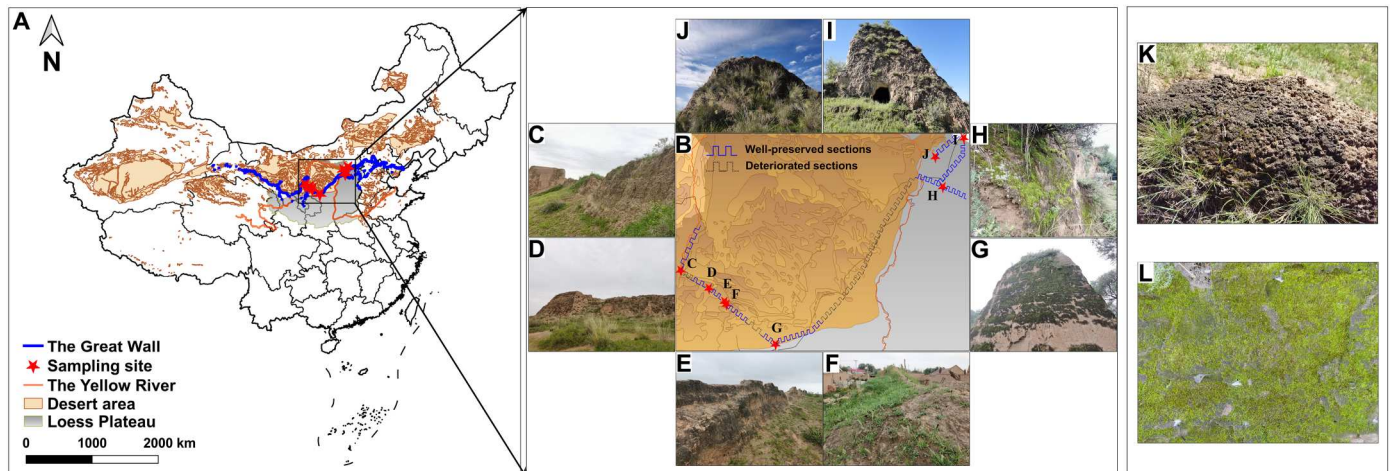 A
N
The Great Wall
Sampling site
The Yellow River
Desert area
Loess Plateau
0 1000 2000 km
J
I
C
B
Well-preserved sections
Deteriorated sections
J
I
H
H
C
D
E
F
G
D
G
E
F
K
L